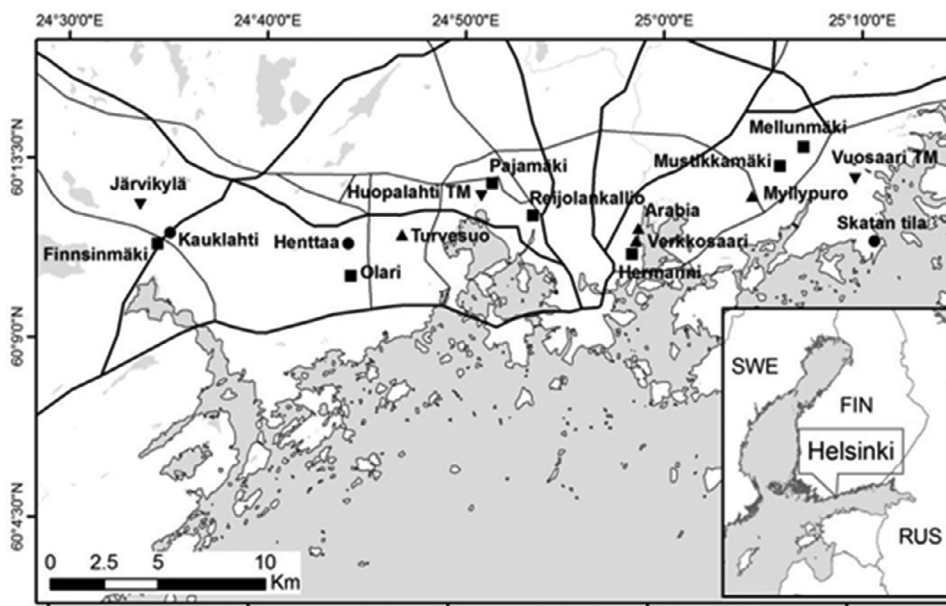 24°30'0"E
24°40'0"E
24°50'0"E
25°0'0"E
25°10'0"E
60°13'30"N
60°9'0"N
60°4'30"N
Mellunmäki
Mustikkamäki
Vuosaari TM
Pajamäki
Järvikylä
Huopalahti TM
Reijolankallio
Myllypuro
Arabia
Skatan tila
Kauklahti
Henttaa
Turvesuo
Verkkosaari
Finnsinmäki
Olari
Hermanni
SWE
FIN
Helsinki
RUS
0 2.5 5 10
Km